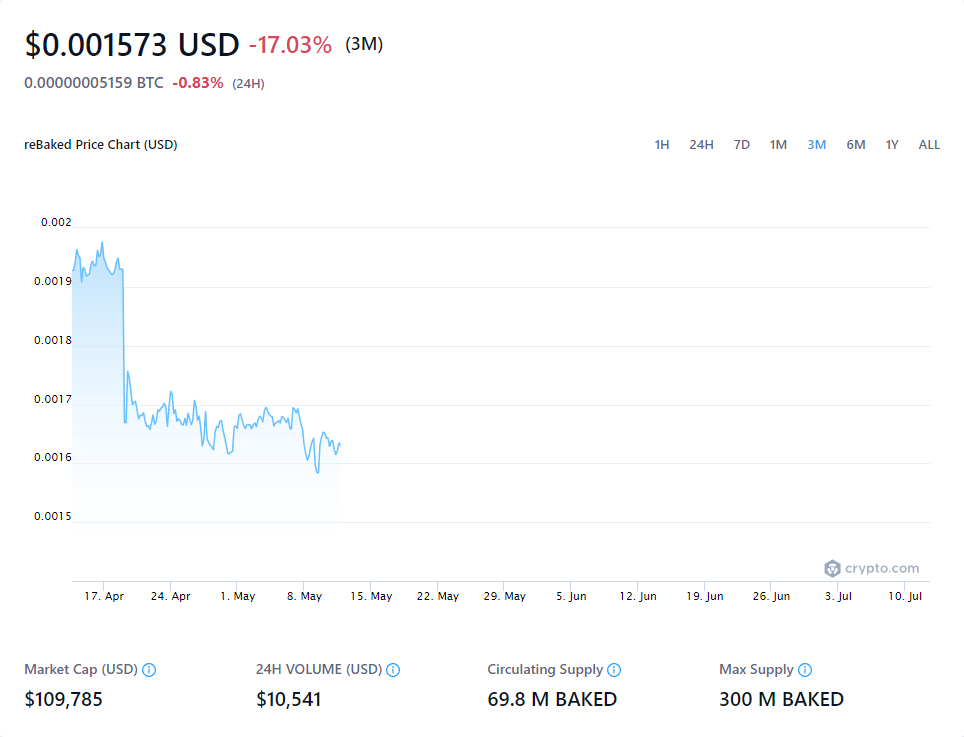 $0.001573 USD -17.03% (3M)
0.00000005159 BTC -0.83% (24H)
reBaked Price Chart (USD)
1H 24H 7D 1M 3M 6M 1Y ALL
0.002
0.0019
0.0018
0.0017
0.0016
0.0015
crypto.com
17. Apr 24. Apr 1. May 8. May 15. May 22. May 29. May 5. Jun 12. Jun 19. Jun 26. Jun 3. Jul 10. Jul
Market Cap (USD) 24H VOLUME (USD) Circulating Supply Max Supply
$109,785 $10,541 69.8 M BAKED 300 M BAKED